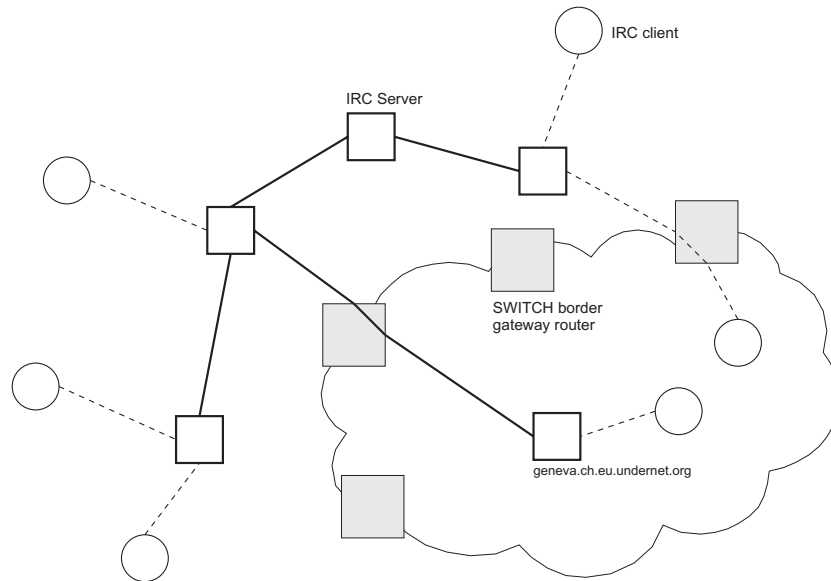 IRC client
IRC Server
SWITCH border
gateway router
geneva.ch.eu.undernet.org